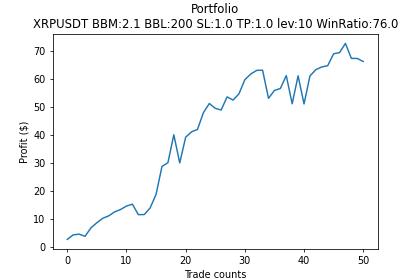 Portfolio
XRPUSDT BBM:2.1 BBL:200 SL:1.0 TP:1.0 lev:10 WinRatio:76.0
70
60
50
40
30
20
10
0
Profit ($)
0 10 20 30 40 50
Trade counts